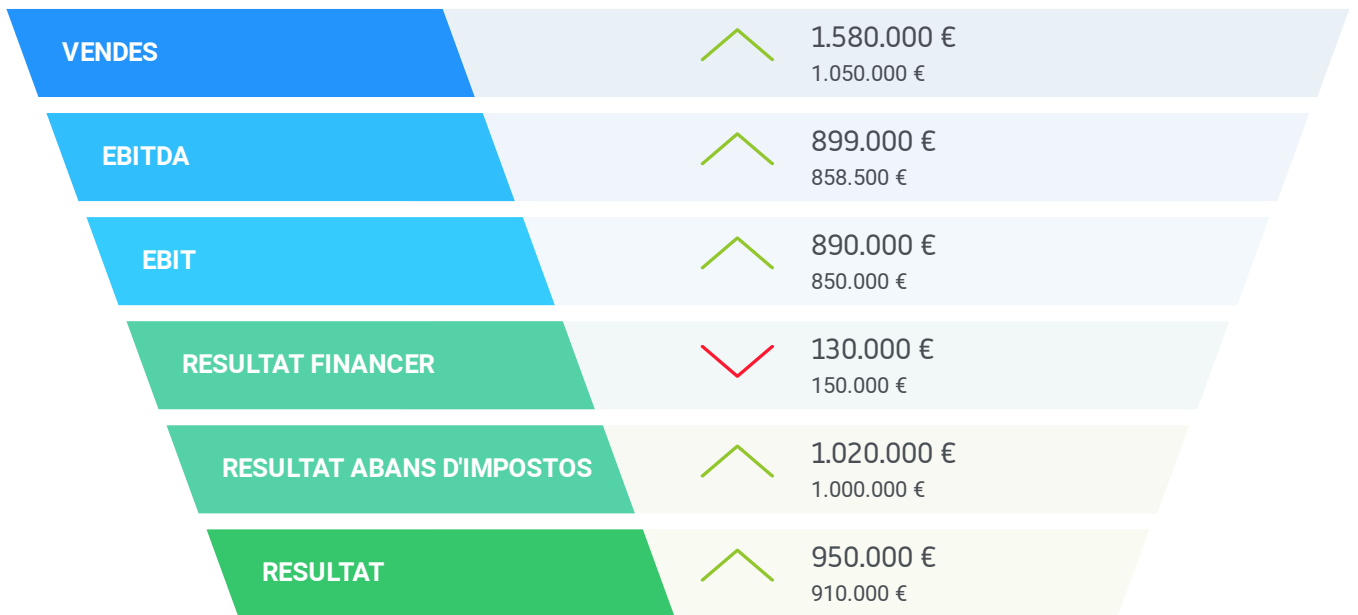 VENDES
1.580.000 €
1.050.000 €
EBITDA
899.000 €
858.500 €
EBIT
890.000 €
850.000 €
RESULTAT FINANCER
130.000 €
150.000 €
RESULTAT ABANS D'IMPOSTOS
1.020.000 €
1.000.000 €
RESULTAT
950.000 €
910.000 €